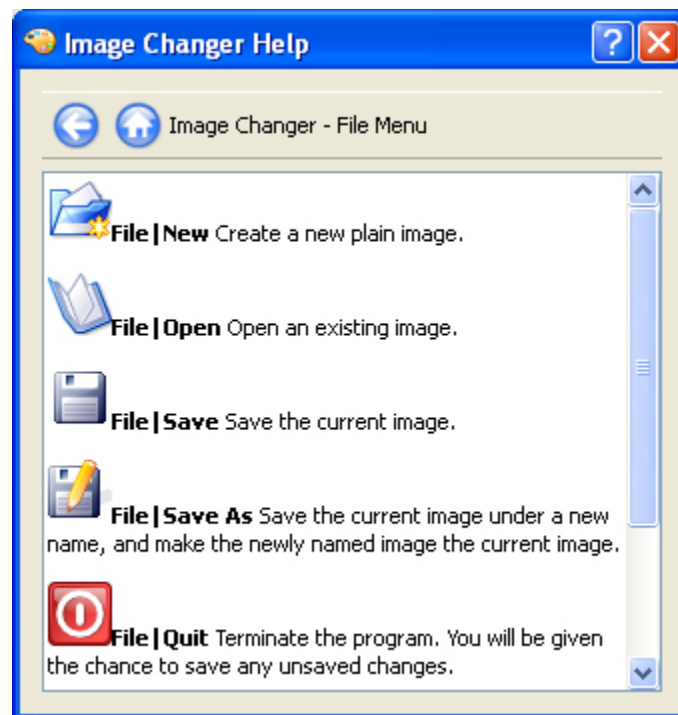 Image Changer Help
Image Changer - File Menu
File|New Create a new plain image.
File|Open Open an existing image.
File|Save Save the current image.
File|Save As Save the current image under a new
name, and make the newly named image the current image.
File|Quit Terminate the program. You will be given
the chance to save any unsaved changes.